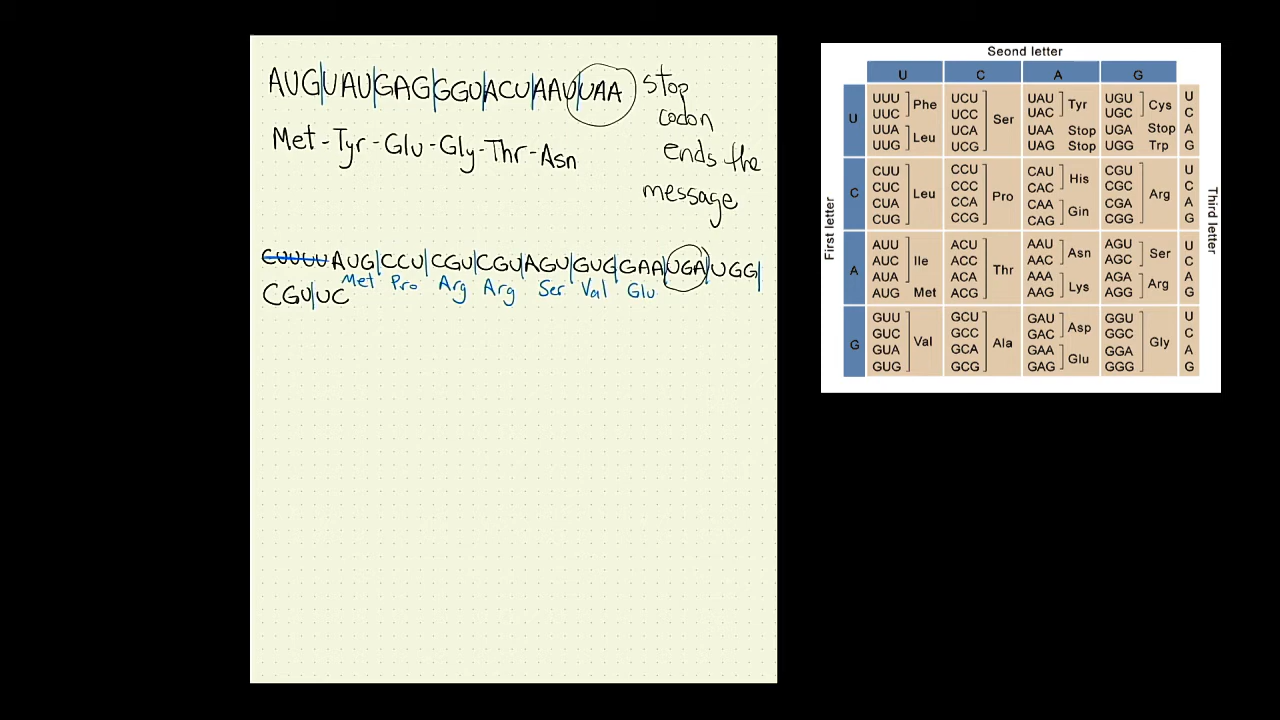 AUG|UAU|GAG|GGU|ACU|AAU|UAA stop
codon
Met-Tyr-Glu-Gly-Thr-Asn ends the
message
CUUUUAUG|CCU|CGU|CGU|AGU|GUG|GAA|UGA|UGG|
Met Pro Arg Arg Ser Val Glu
CGU|UC
Seond letter
U C A G
First letter
Third letter
U
UUU UCU UAU UGU U
Phe Tyr Cys
UUC UCC UAC UGC C
Ser
UUA UCA UAA Stop UGA Stop A
Leu
UUG UCG UAG Stop UGG Trp G
C
CUU CCU CAU CGU U
His
CUC CCC CAC CGC C
Leu Pro Arg
CUA CCA CAA CGA A
Gin
CUG CCG CAG CGG G
A
AUU ACU AAU AGU U
Asn Ser
AUC ACC AAC AGC C
Ile Thr
AUA ACA AAA AGA A
Lys Arg
AUG Met ACG AAG AGG G
G
GUU GCU GAU GGU U
Asp
GUC GCC GAC GGC C
Val Ala Gly
GUA GCA GAA GGA A
Glu
GUG GCG GAG GGG G